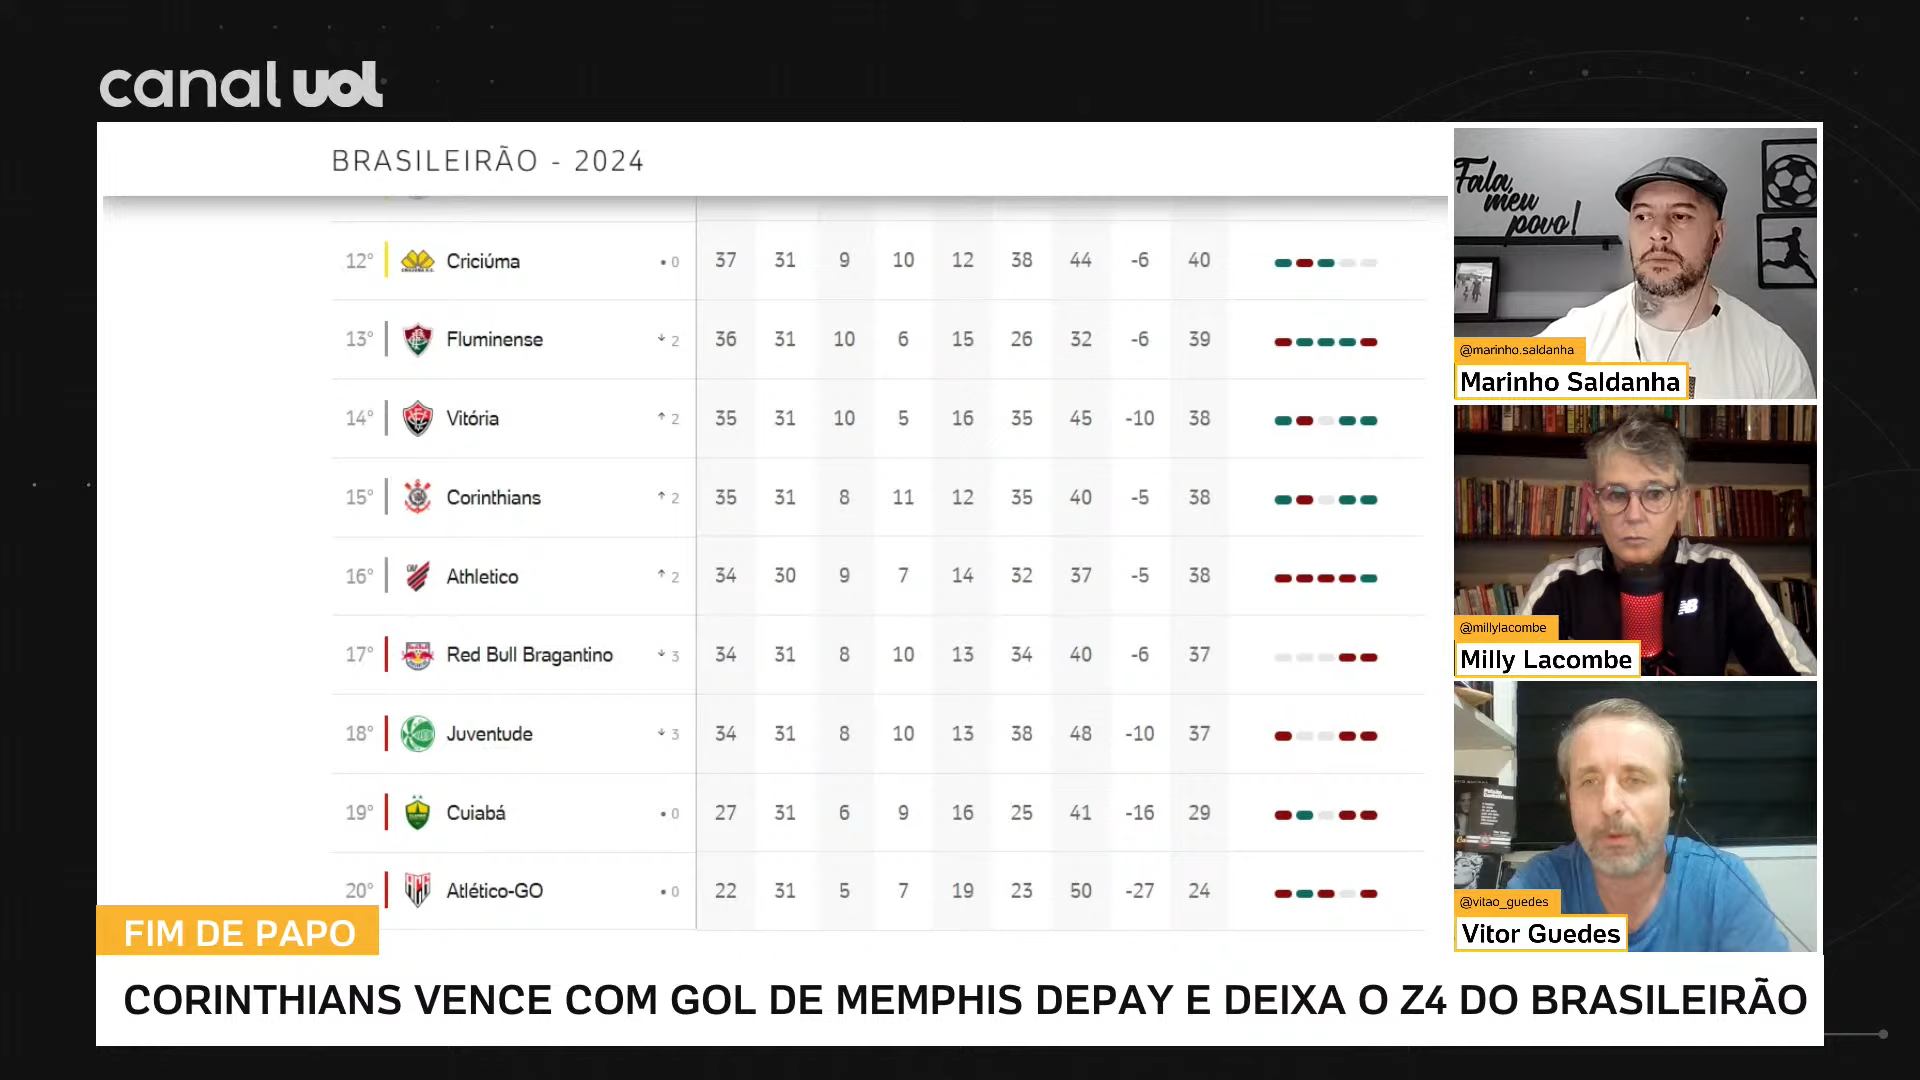 canal uol
BRASILEIRÃO - 2024
12° Criciúma • 0 37 31 9 10 12 38 44 -6 40
13° Fluminense ↓ 2 36 31 10 6 15 26 32 -6 39
14° Vitória ↑ 2 35 31 10 5 16 35 45 -10 38
15° Corinthians ↑ 2 35 31 8 11 12 35 40 -5 38
16° Athletico ↑ 2 34 30 9 7 14 32 37 -5 38
17° Red Bull Bragantino ↓ 3 34 31 8 10 13 34 40 -6 37
18° Juventude ↓ 3 34 31 8 10 13 38 48 -10 37
19° Cuiabá • 0 27 31 6 9 16 25 41 -16 29
20° Atlético-GO • 0 22 31 5 7 19 23 50 -27 24
Fala,
meu
povo!
@marinho.saldanha
Marinho Saldanha
NB
@millylacombe
Milly Lacombe
@vitao_guedes
Vitor Guedes
FIM DE PAPO
CORINTHIANS VENCE COM GOL DE MEMPHIS DEPAY E DEIXA O Z4 DO BRASILEIRÃO